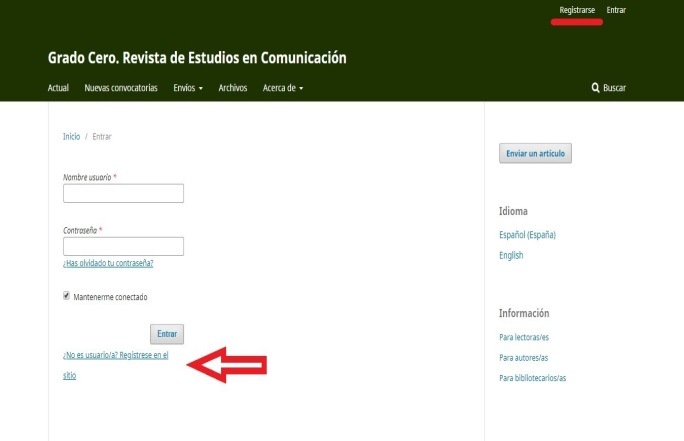 Registrarse Entrar
Grado Cero. Revista de Estudios en Comunicación
Actual Nuevas convocatorias Envíos Archivos Acerca de Buscar
Inicio / Entrar
Nombre usuario *
Contraseña *
¿Has olvidado tu contraseña?
Mantenerme conectado
Entrar
¿No es usuario/a? Regístrese en el
sitio
Enviar un artículo
Idioma
Español (España)
English
Información
Para lectoras/es
Para autores/as
Para bibliotecarios/as